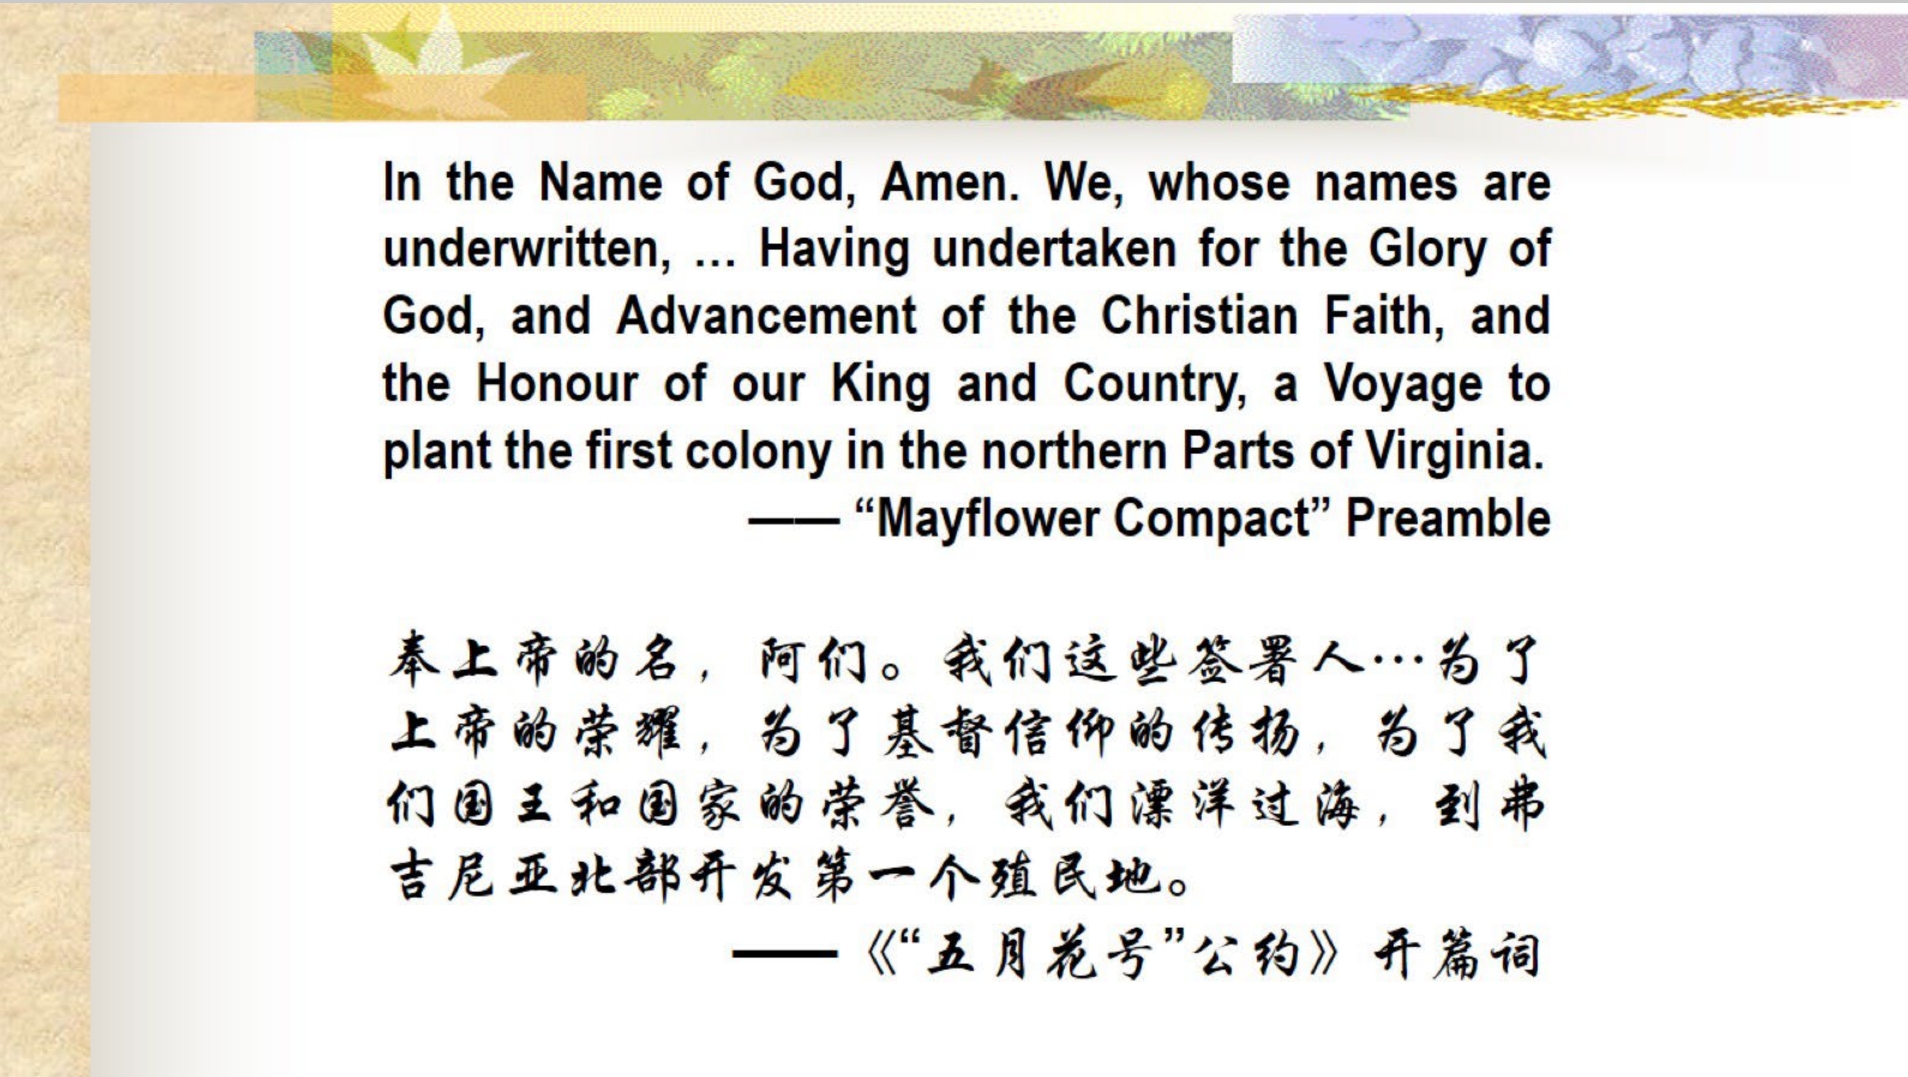 In the Name of God, Amen. We, whose names are
underwritten, … Having undertaken for the Glory of
God, and Advancement of the Christian Faith, and
the Honour of our King and Country, a Voyage to
plant the first colony in the northern Parts of Virginia.
—— “Mayflower Compact” Preamble
奉上帝的名，阿们。我们这些签署人…为了
上帝的荣耀，为了基督信仰的传扬，为了我
们国王和国家的荣誉，我们漂洋过海，到弗
吉尼亚北部开发第一个殖民地。
——《“五月花号”公约》开篇词